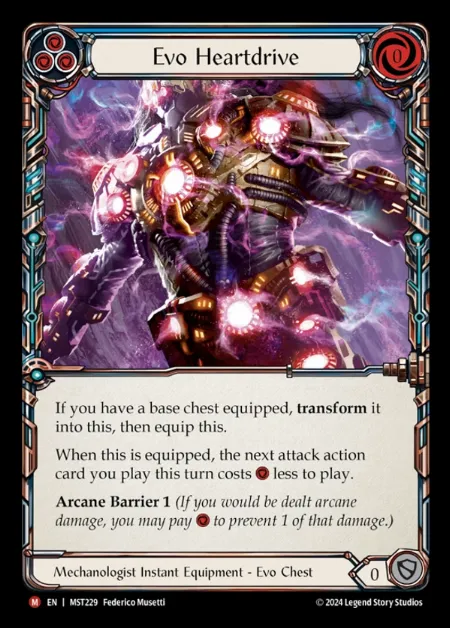 0
Evo Heartdrive
If you have a base chest equipped, transform it
into this, then equip this.
When this is equipped, the next attack action
card you play this turn costs less to play.
Arcane Barrier 1 (If you would be dealt arcane
damage, you may pay to prevent 1 of that damage.)
Mechanologist Instant Equipment - Evo Chest
0
M EN | MST229 Federico Musetti
© 2024 Legend Story Studios